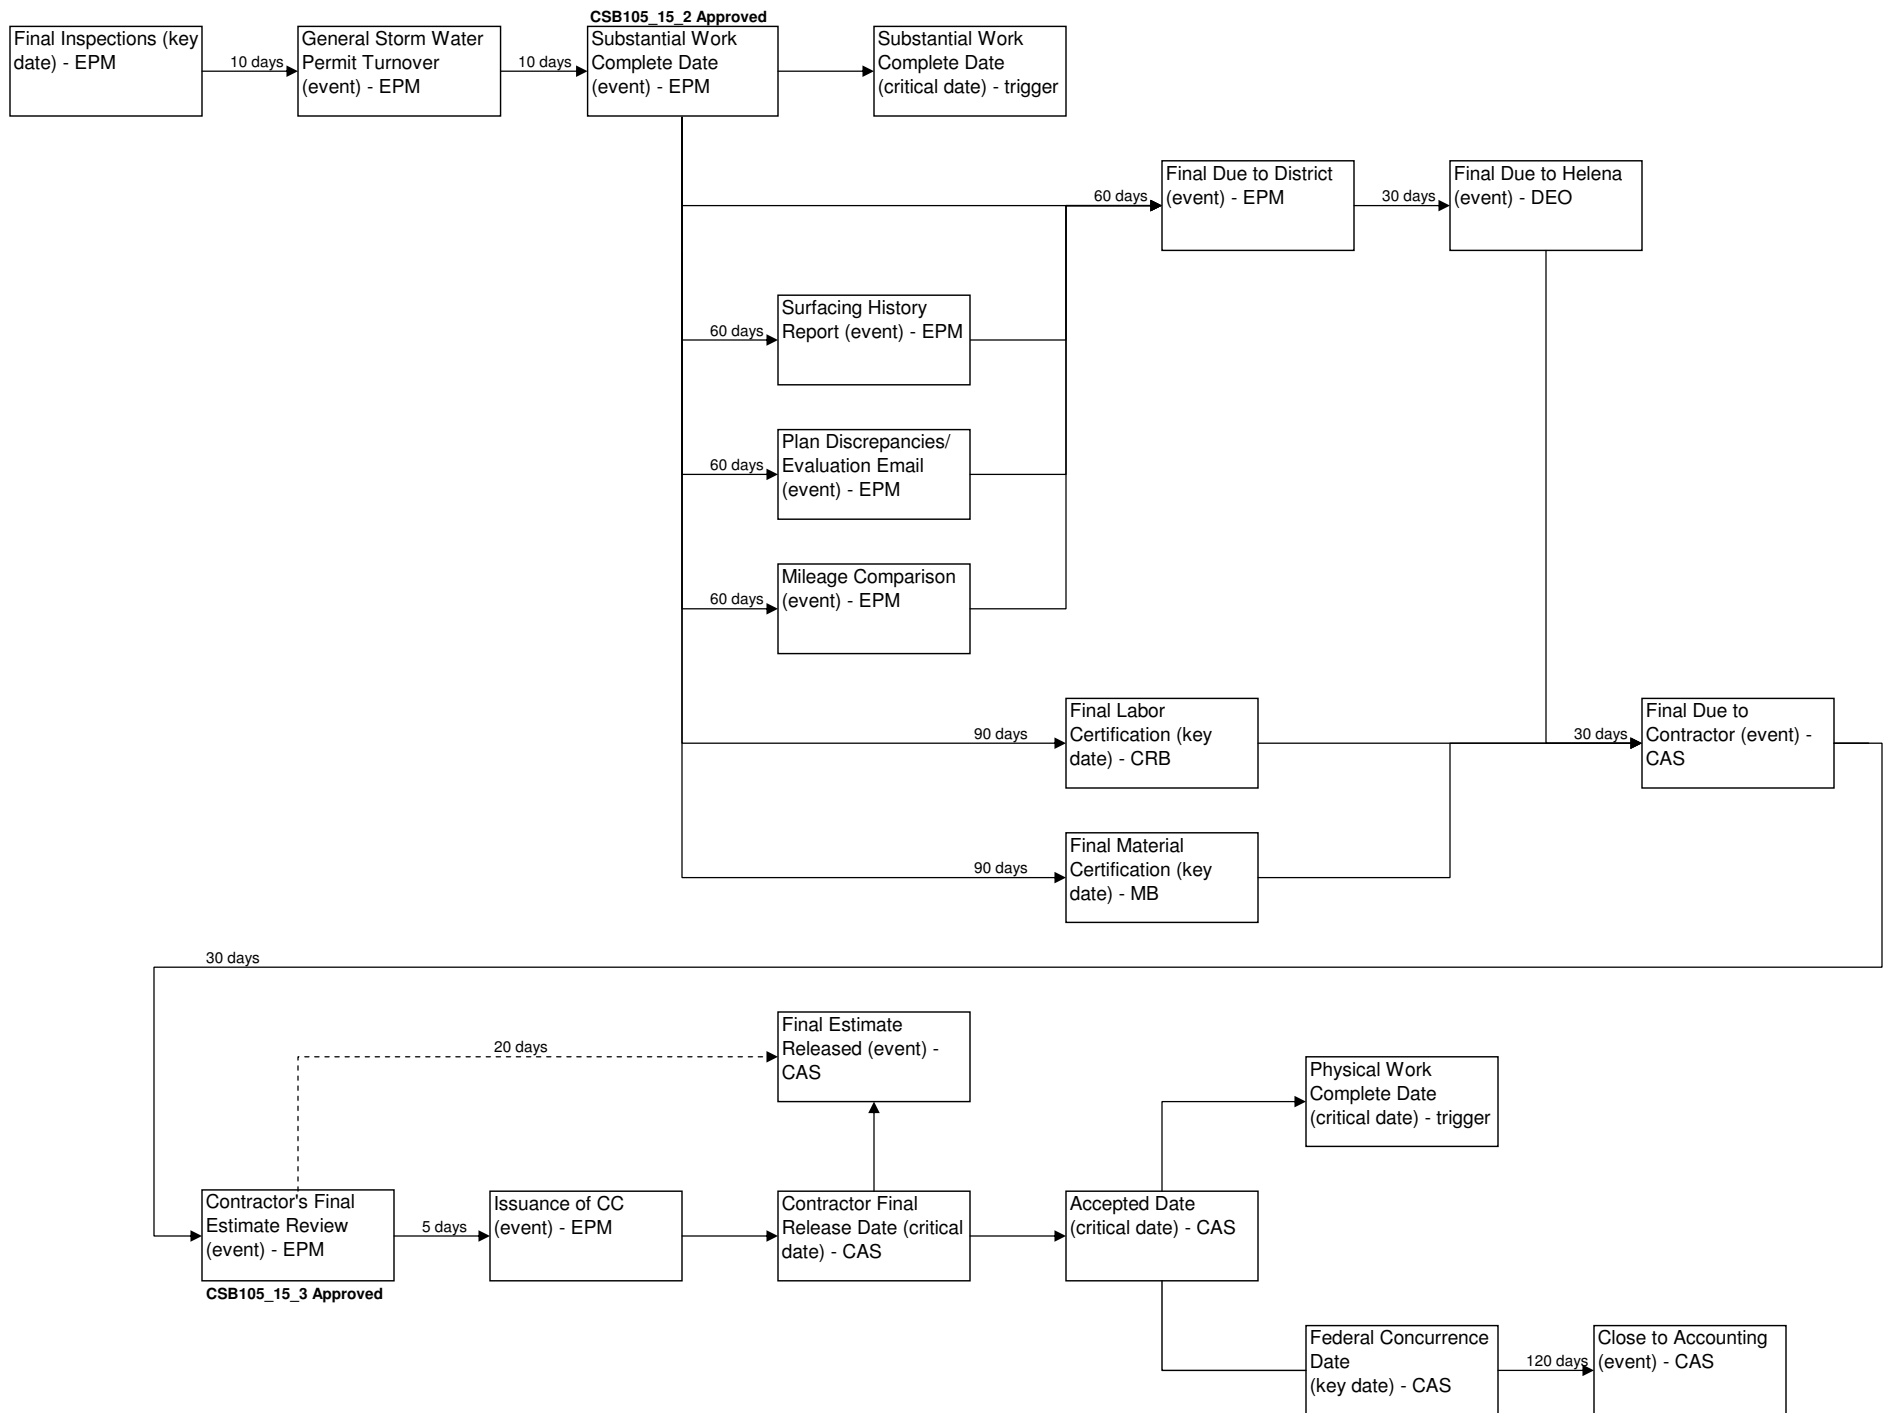 CSB105_15_2 Approved
Final Inspections (key
date) - EPM
10 days
General Storm Water
Permit Turnover
(event) - EPM
10 days
Substantial Work
Complete Date
(event) - EPM
Substantial Work
Complete Date
(critical date) - trigger
60 days
Final Due to District
(event) - EPM
30 days
Final Due to Helena
(event) - DEO
60 days
Surfacing History
Report (event) - EPM
60 days
Plan Discrepancies/
Evaluation Email
(event) - EPM
60 days
Mileage Comparison
(event) - EPM
90 days
Final Labor
Certification (key
date) - CRB
30 days
Final Due to
Contractor (event) -
CAS
90 days
Final Material
Certification (key
date) - MB
30 days
20 days
Final Estimate
Released (event) -
CAS
Physical Work
Complete Date
(critical date) - trigger
Contractor's Final
Estimate Review
(event) - EPM
CSB105_15_3 Approved
5 days
Issuance of CC
(event) - EPM
Contractor Final
Release Date (critical
date) - CAS
Accepted Date
(critical date) - CAS
Federal Concurrence
Date
(key date) - CAS
120 days
Close to Accounting
(event) - CAS